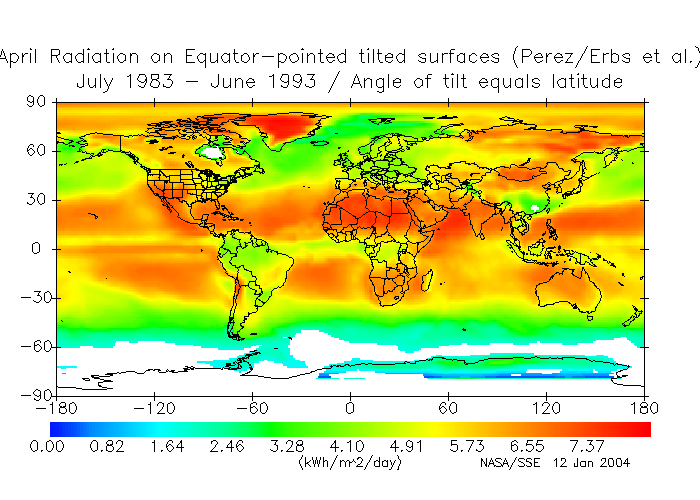 April Radiation on Equator-pointed tilted surfaces (Perez/Erbs et al.)
July 1983 - June 1993 / Angle of tilt equals latitude
90
60
30
0
-30
-60
-90
-180 -120 -60 0 60 120 180
0.00 0.82 1.64 2.46 3.28 4.10 4.91 5.73 6.55 7.37
(kWh/m^2/day) NASA/SSE 12 Jan 2004